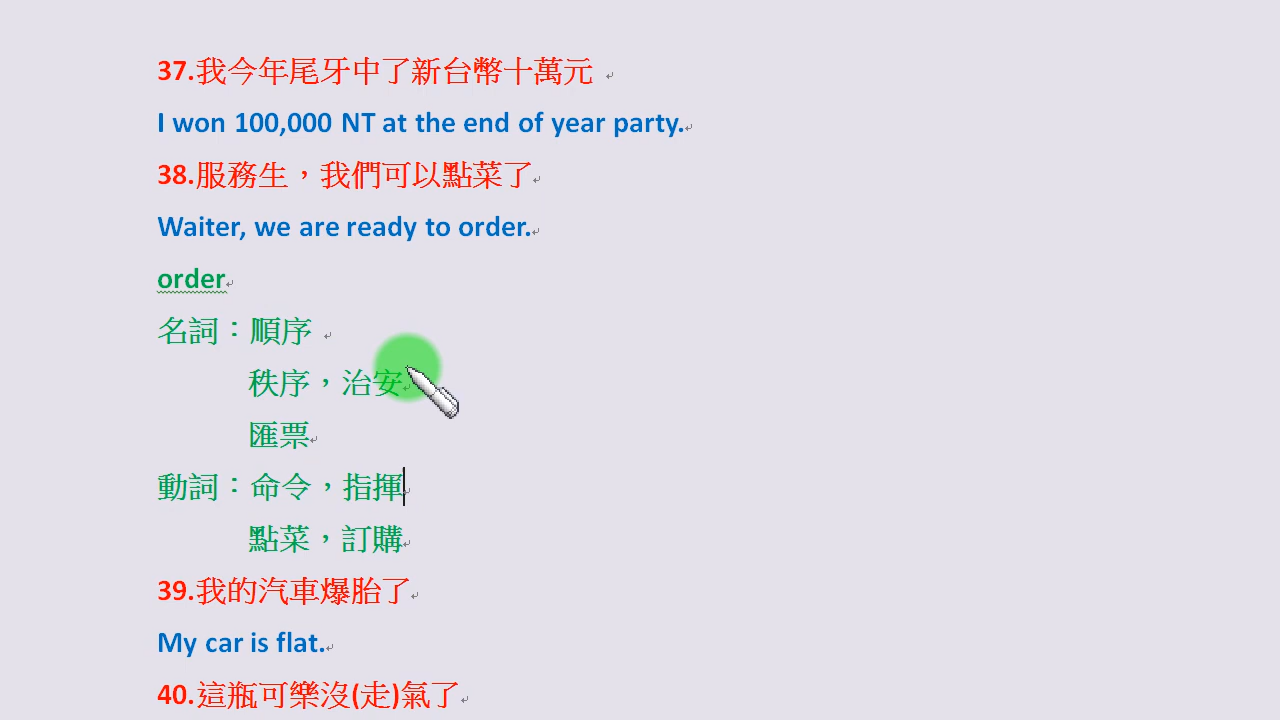 37.我今年尾牙中了新台幣十萬元
I won 100,000 NT at the end of year party.
38.服務生，我們可以點菜了
Waiter, we are ready to order.
order
名詞：順序
秩序，治安
匯票
動詞：命令，指揮
點菜，訂購
39.我的汽車爆胎了
My car is flat.
40.這瓶可樂沒(走)氣了